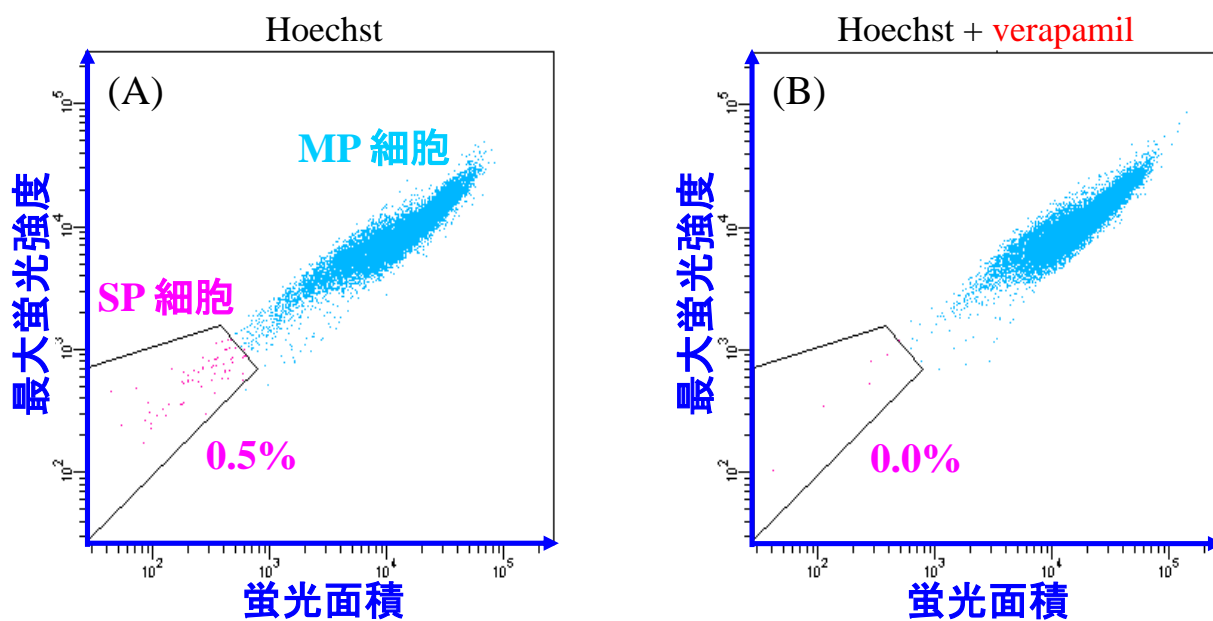 Hoechst
(A)
MP 細胞
SP 細胞
0.5%
最大蛍光強度
10^5
10^4
10^3
10^2
10^2 10^3 10^4 10^5
蛍光面積
Hoechst + verapamil
(B)
0.0%
最大蛍光強度
10^5
10^4
10^3
10^2
10^2 10^3 10^4 10^5
蛍光面積